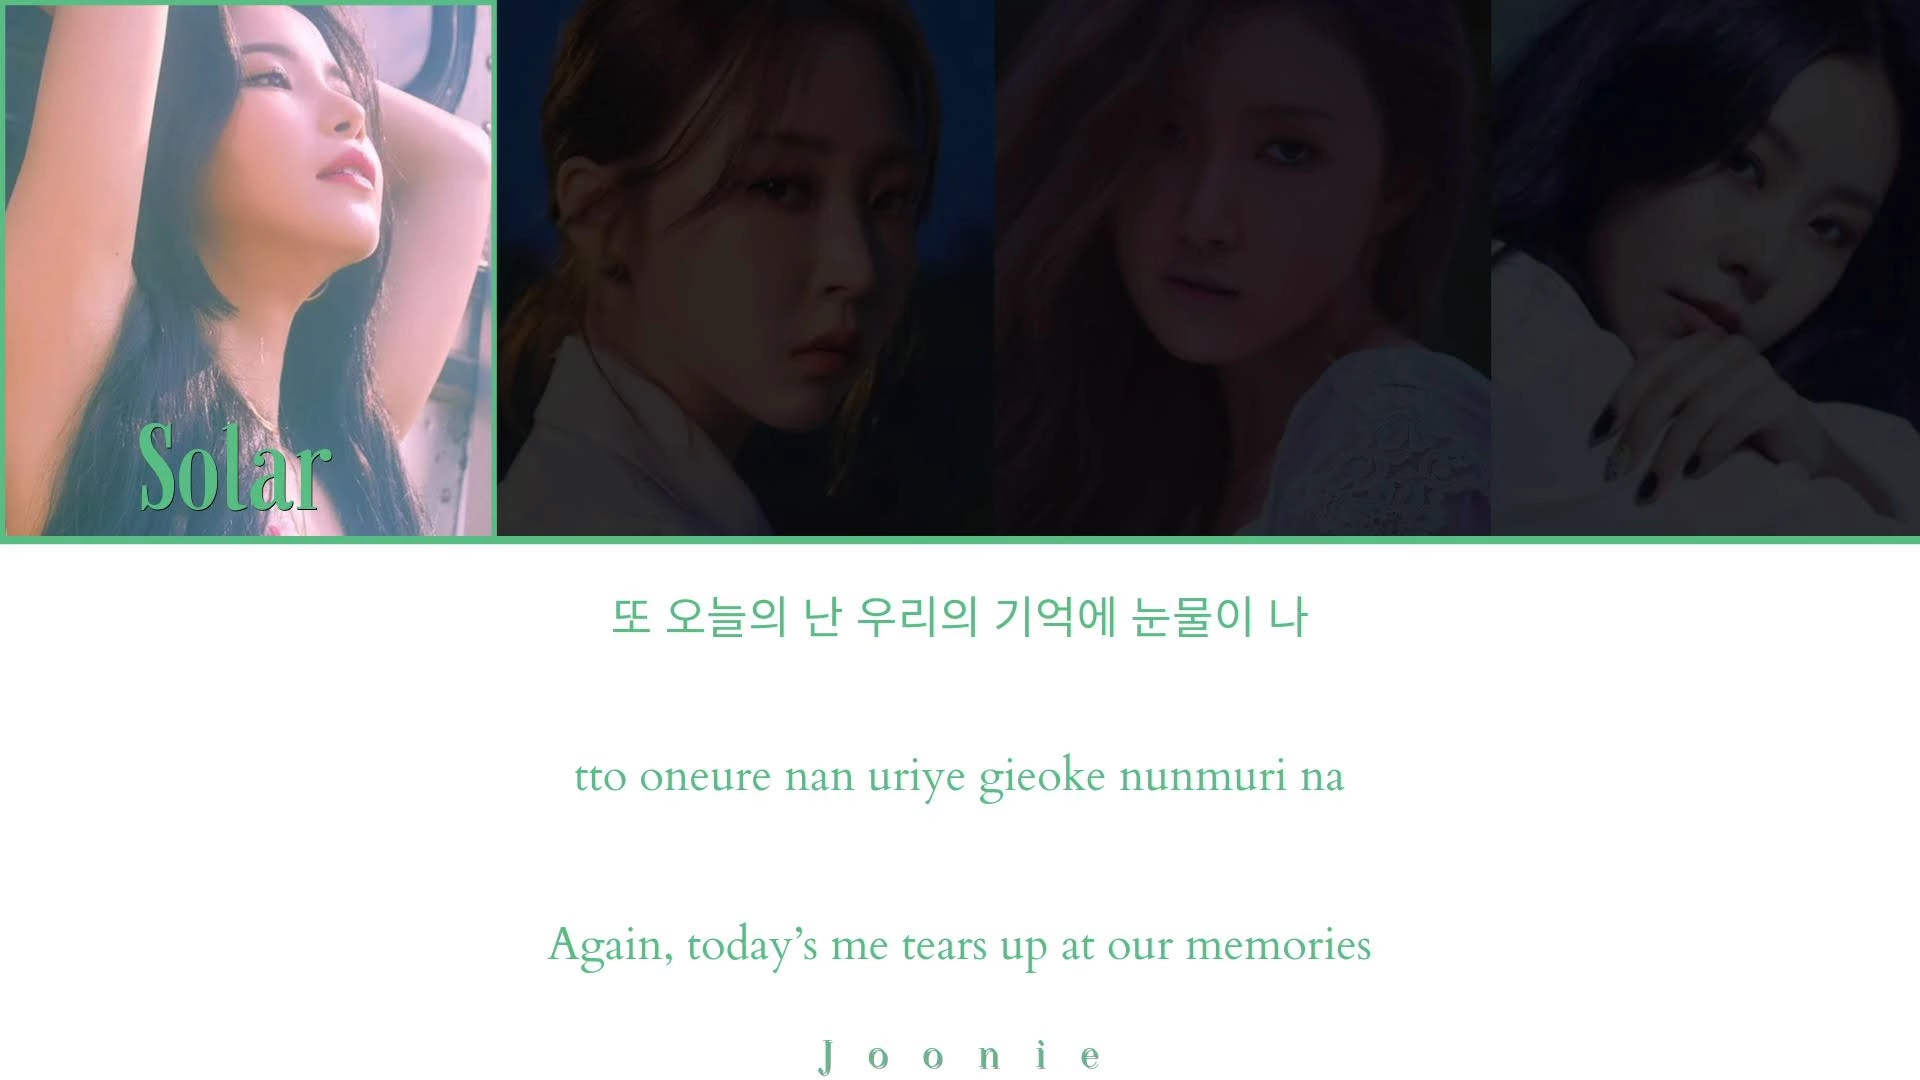 Solar
또 오늘의 난 우리의 기억에 눈물이 나
tto oneure nan uriye gieoke nunmuri na
Again, today’s me tears up at our memories
Joonie